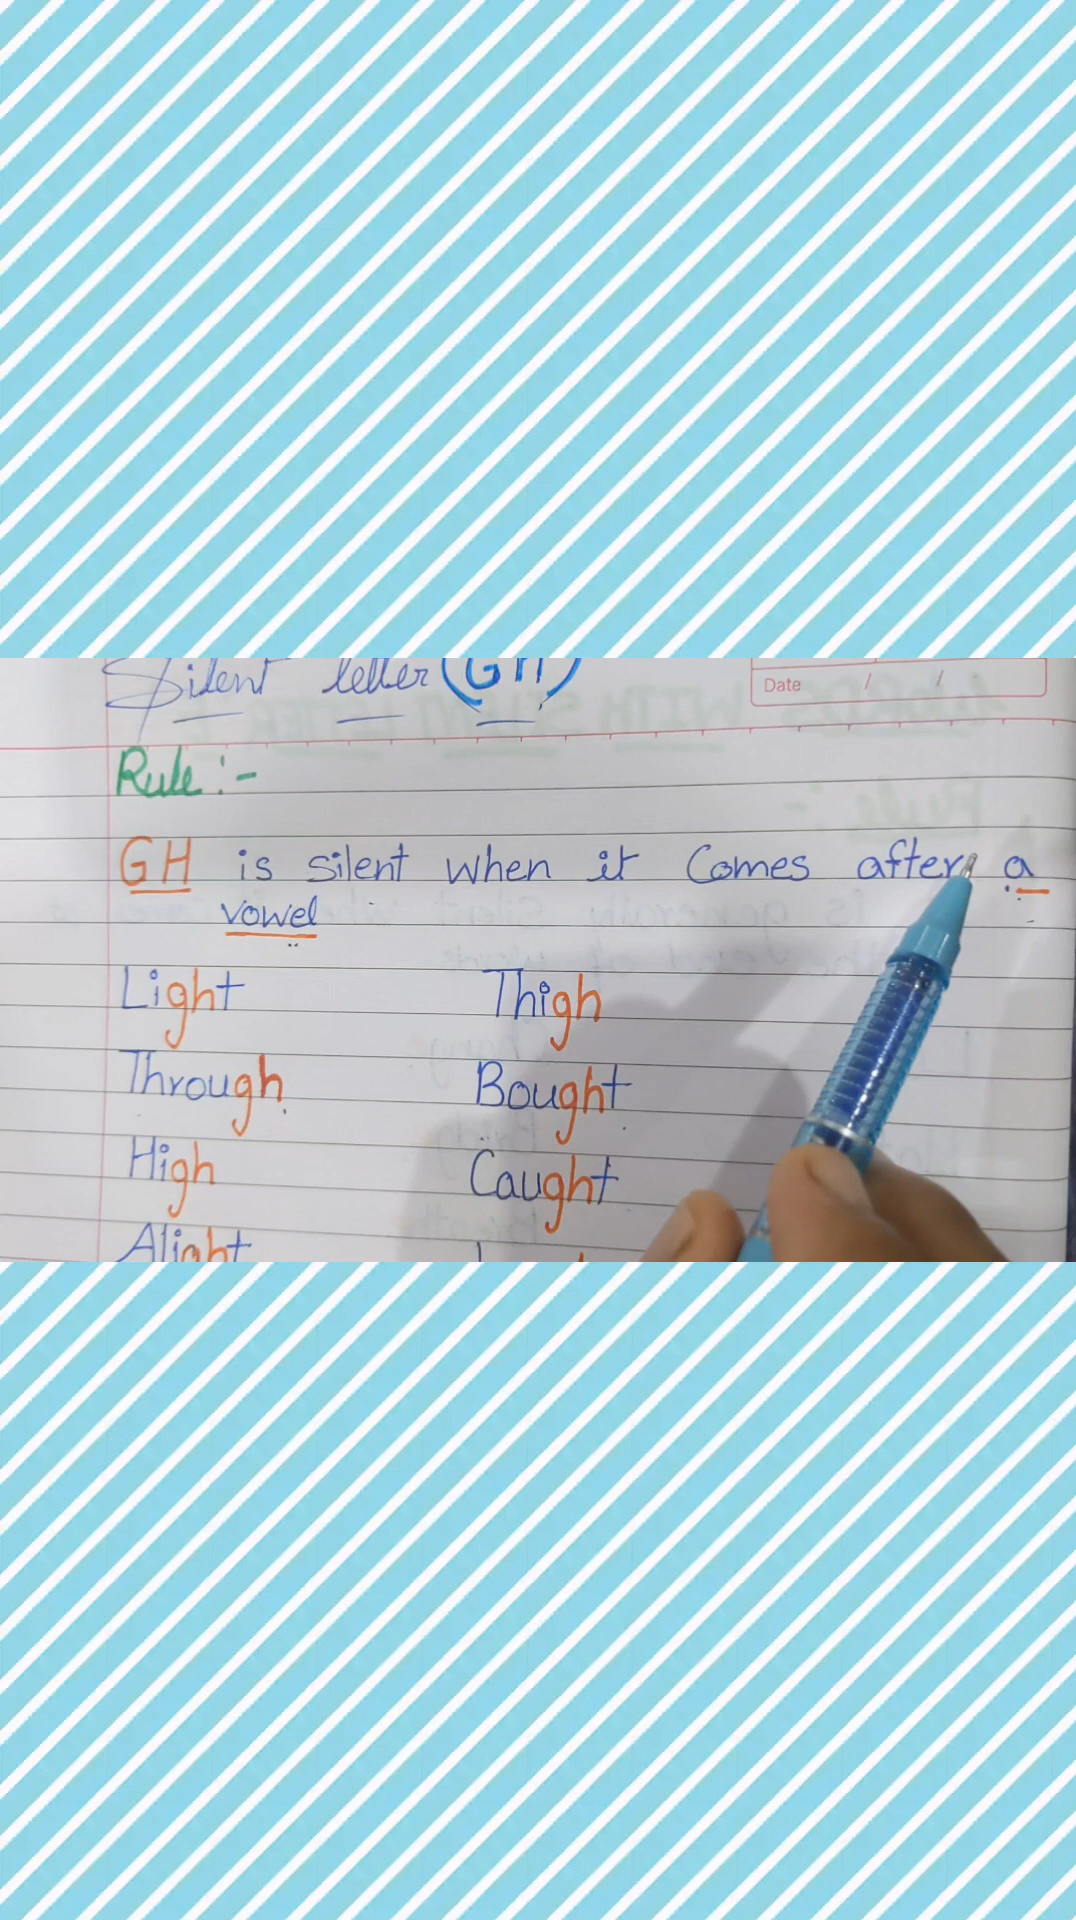 Silent letter (GH)
Date / /
Rule :-
GH is silent when it Comes after a
vowel
Light Thigh
Through Bought
High Caught
Alight